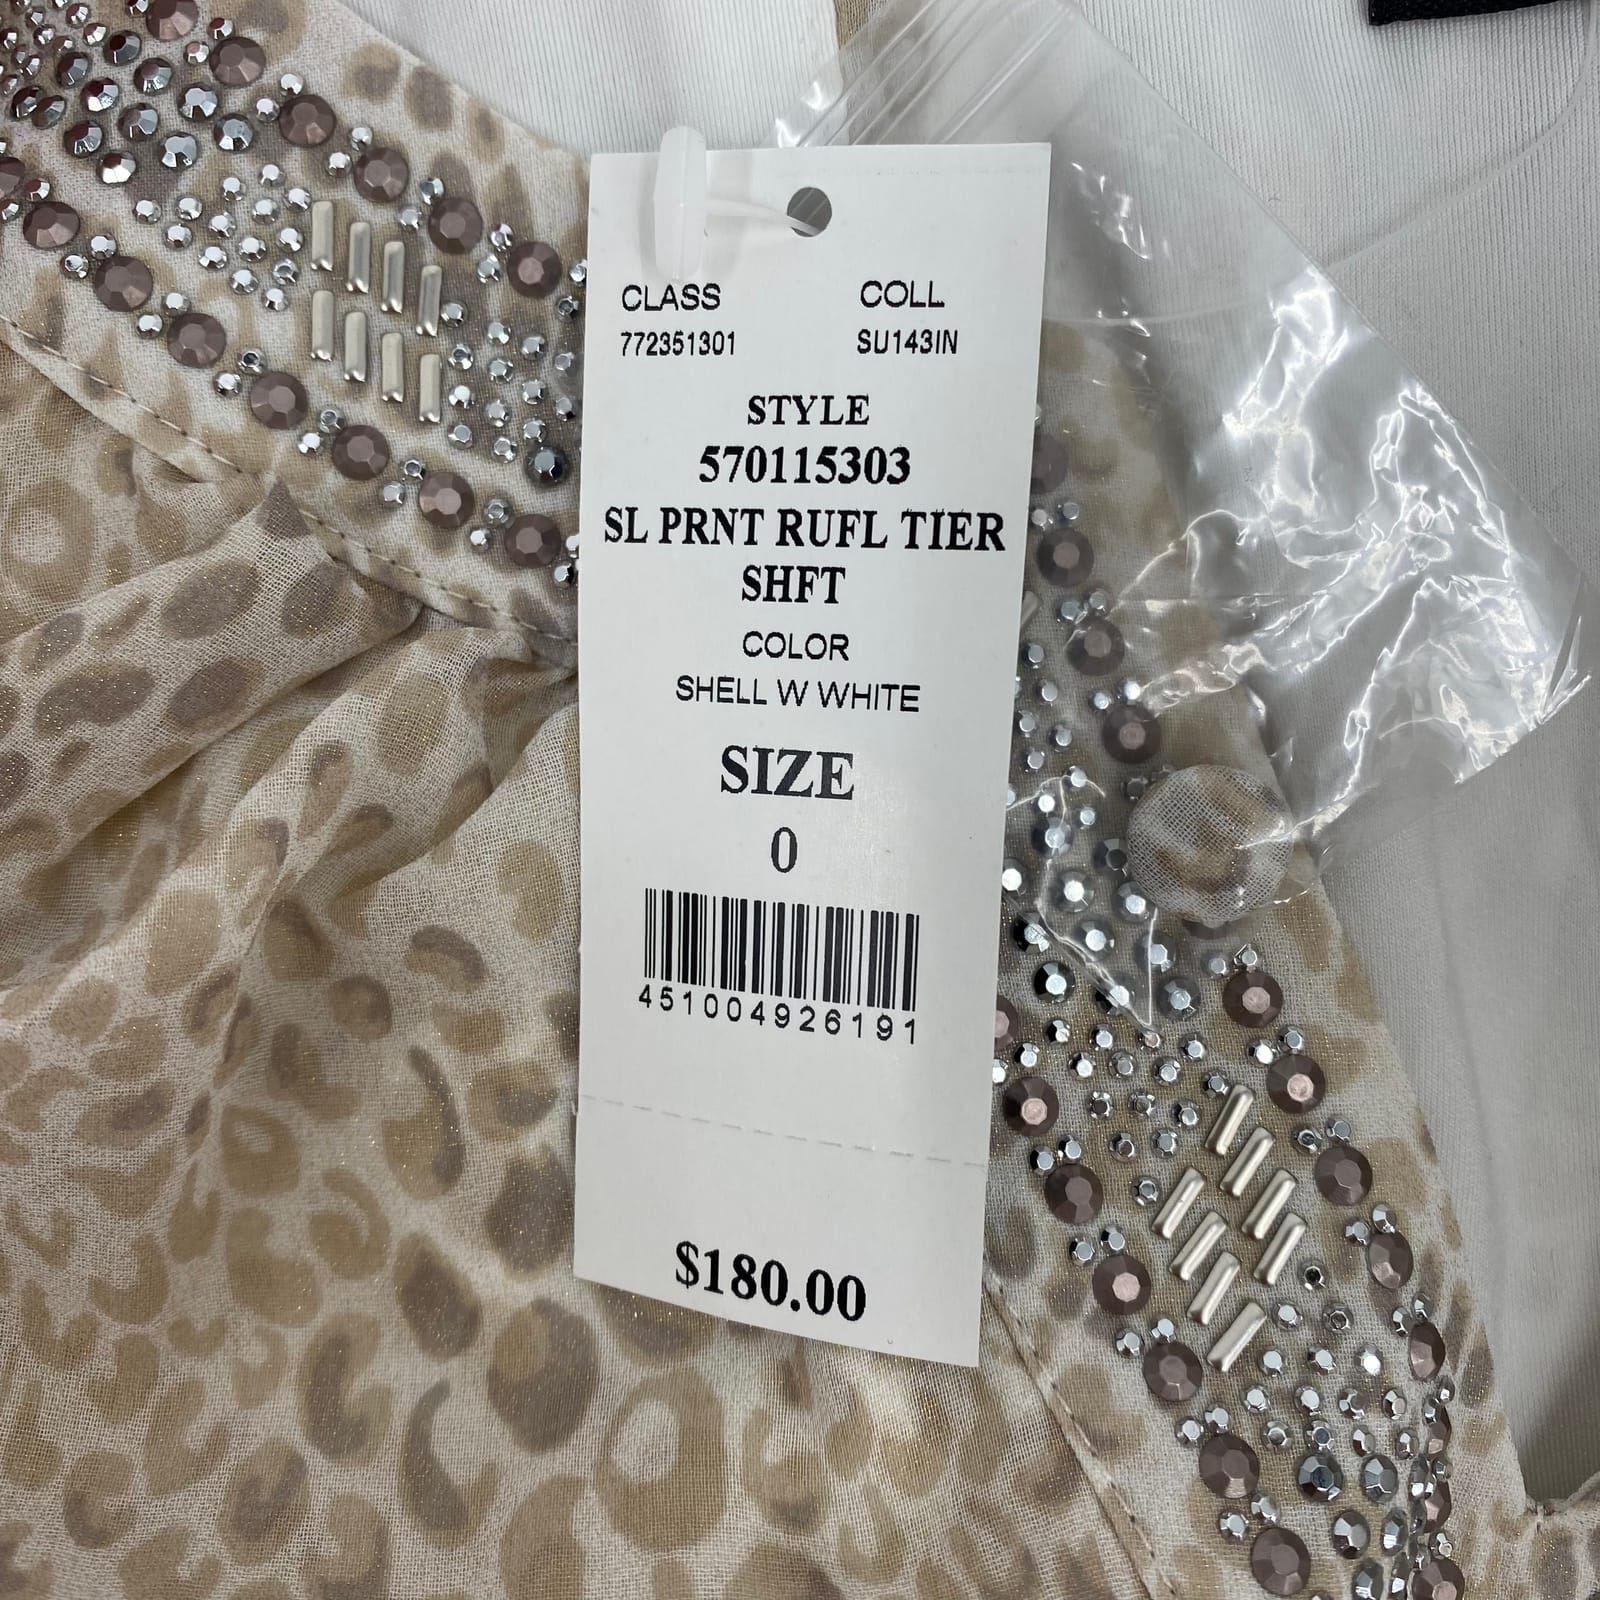 CLASS COLL
772351301 SU143IN
STYLE
570115303
SL PRNT RUFL TIER
SHFT
COLOR
SHELL W WHITE
SIZE
0
451004926191
$180.00